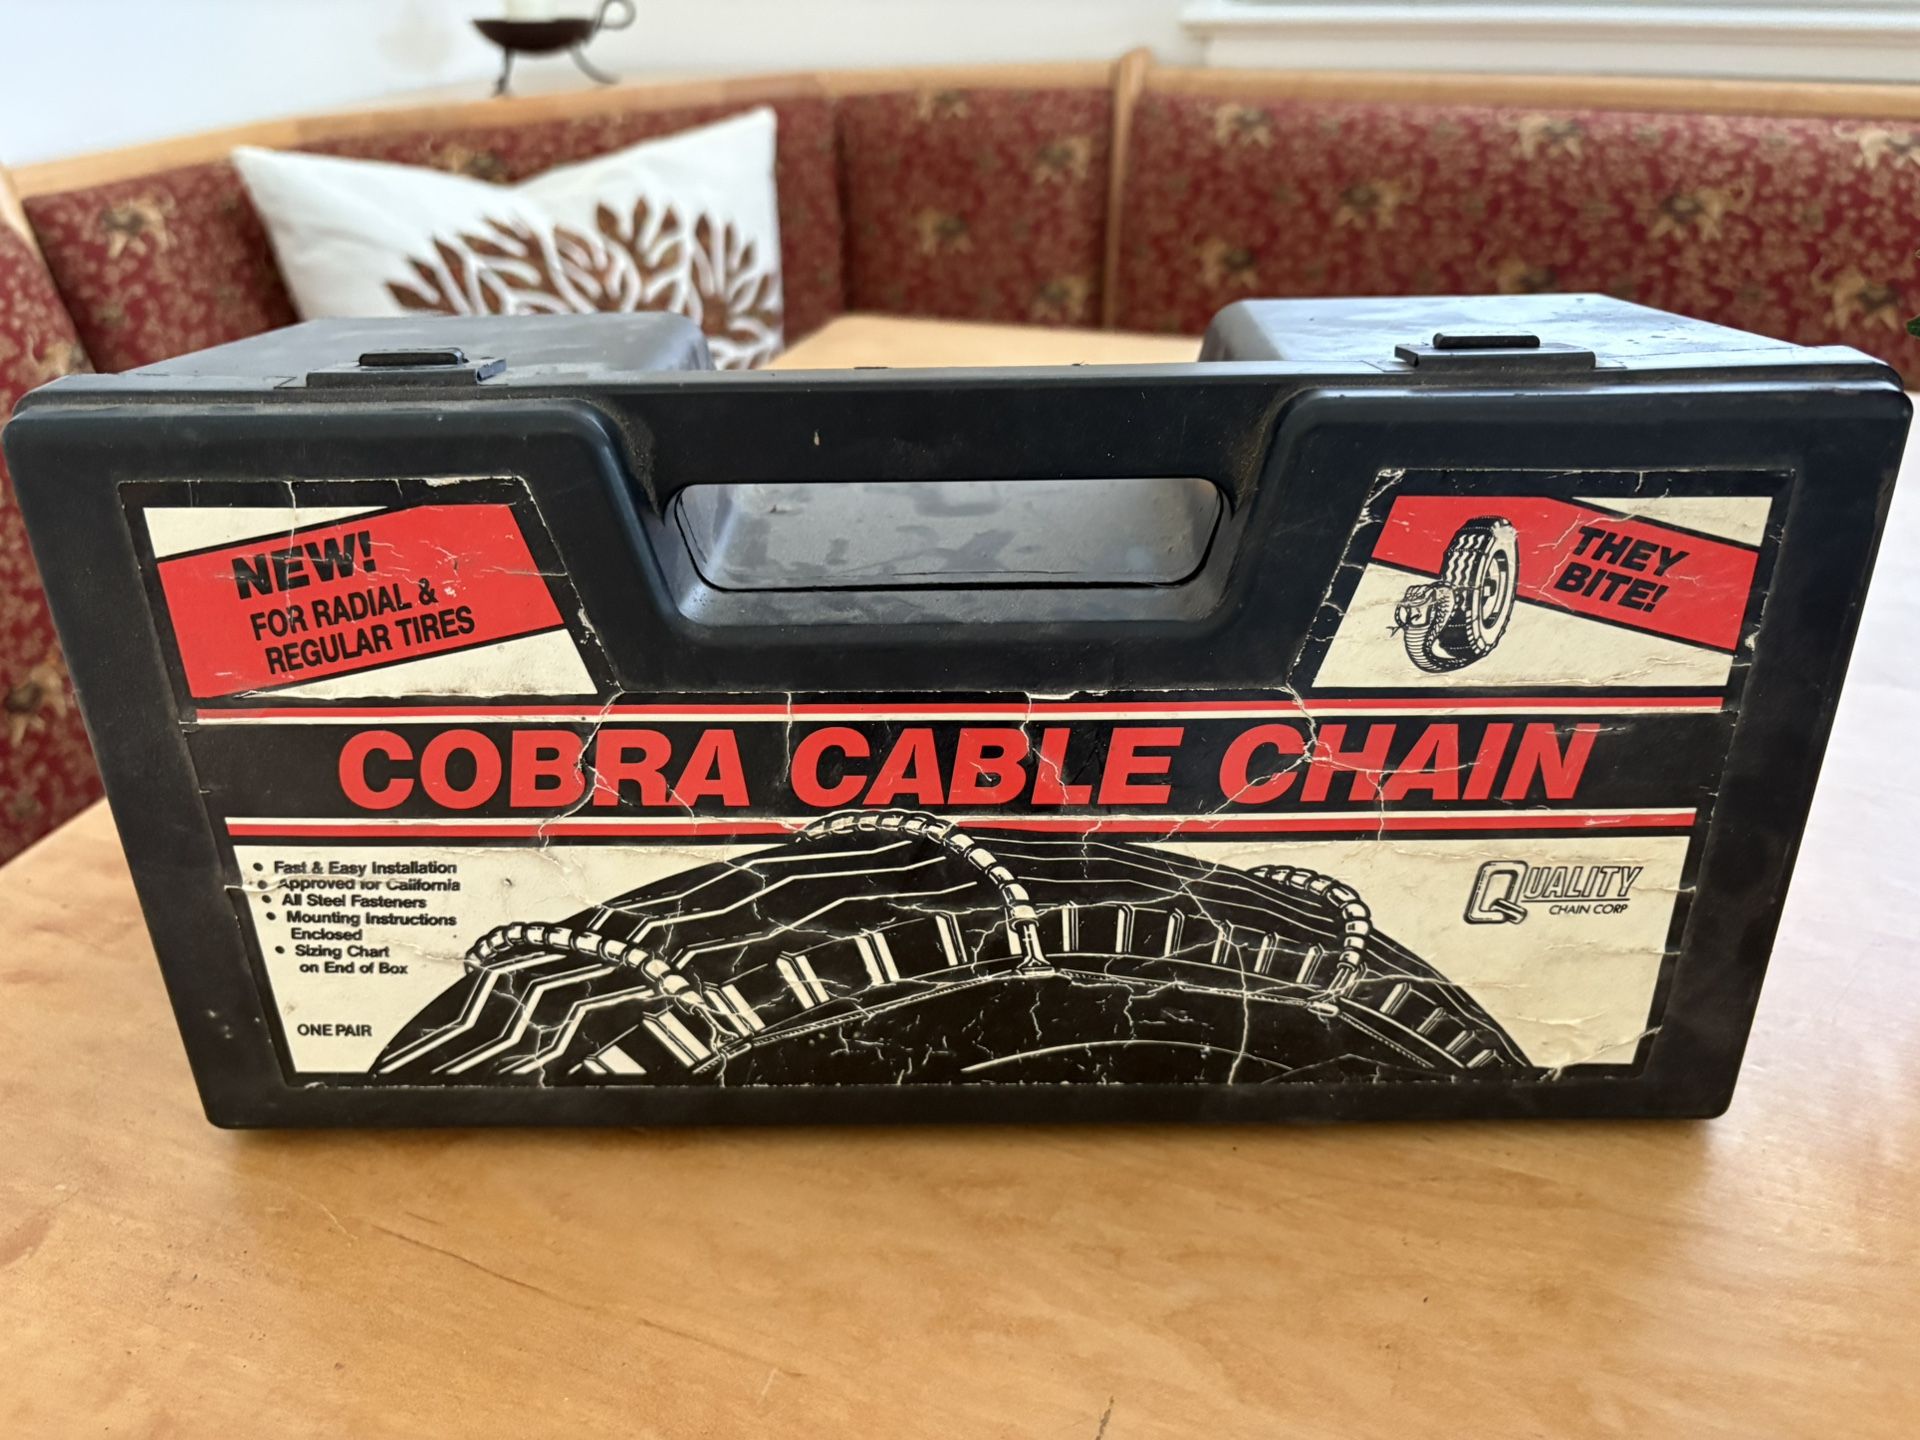 NEW!
FOR RADIAL &
REGULAR TIRES
THEY
BITE!
COBRA CABLE CHAIN
• Fast & Easy Installation
• Approved for California
• All Steel Fasteners
• Mounting Instructions
Enclosed
• Sizing Chart
on End of Box
ONE PAIR
QUALITY
CHAIN CORP